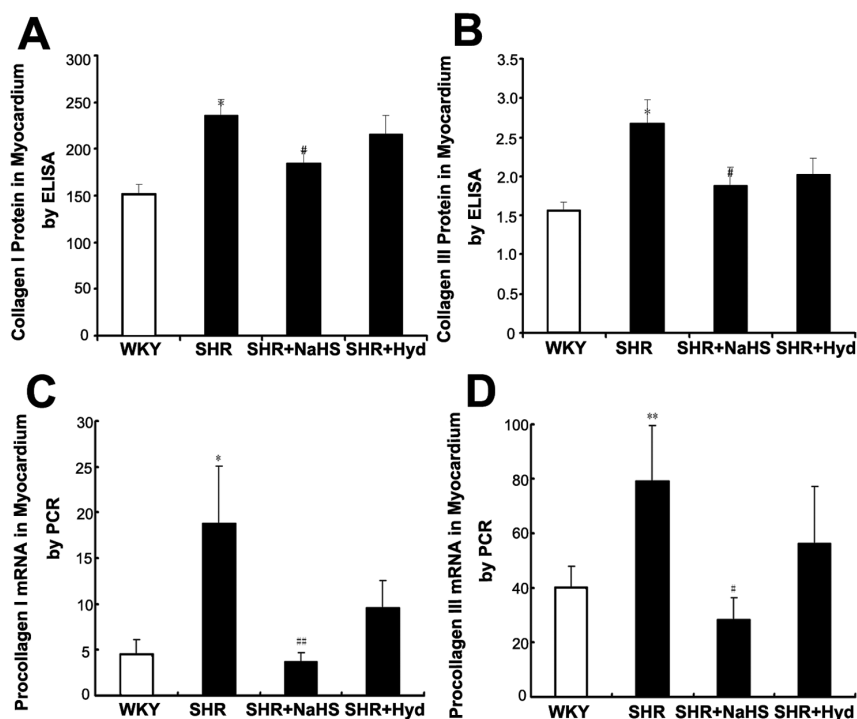 A
Collagen I Protein in Myocardium
by ELISA
300
250
200
150
100
50
0
*
#
WKY SHR SHR+NaHS SHR+Hyd
B
Collagen III Protein in Myocardium
by ELISA
3.5
3.0
2.5
2.0
1.5
1.0
0.5
0
*
#
WKY SHR SHR+NaHS SHR+Hyd
C
Procollagen I mRNA in Myocardium
by PCR
30
25
20
15
10
5
0
*
##
WKY SHR SHR+NaHS SHR+Hyd
D
Procollagen III mRNA in Myocardium
by PCR
100
80
60
40
20
0
**
#
WKY SHR SHR+NaHS SHR+Hyd